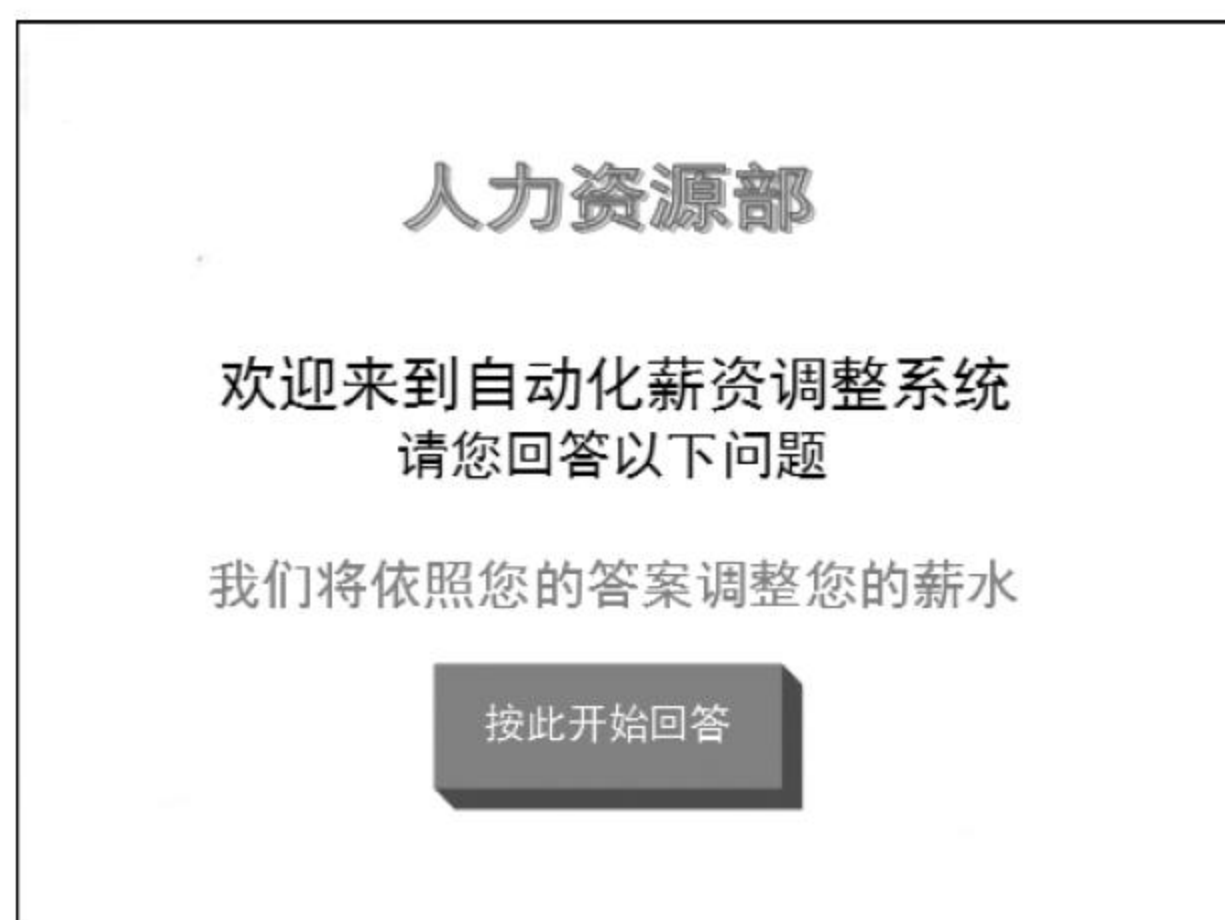 人力资源部
欢迎来到自动化薪资调整系统
请您回答以下问题
我们将依照您的答案调整您的薪水
按此开始回答